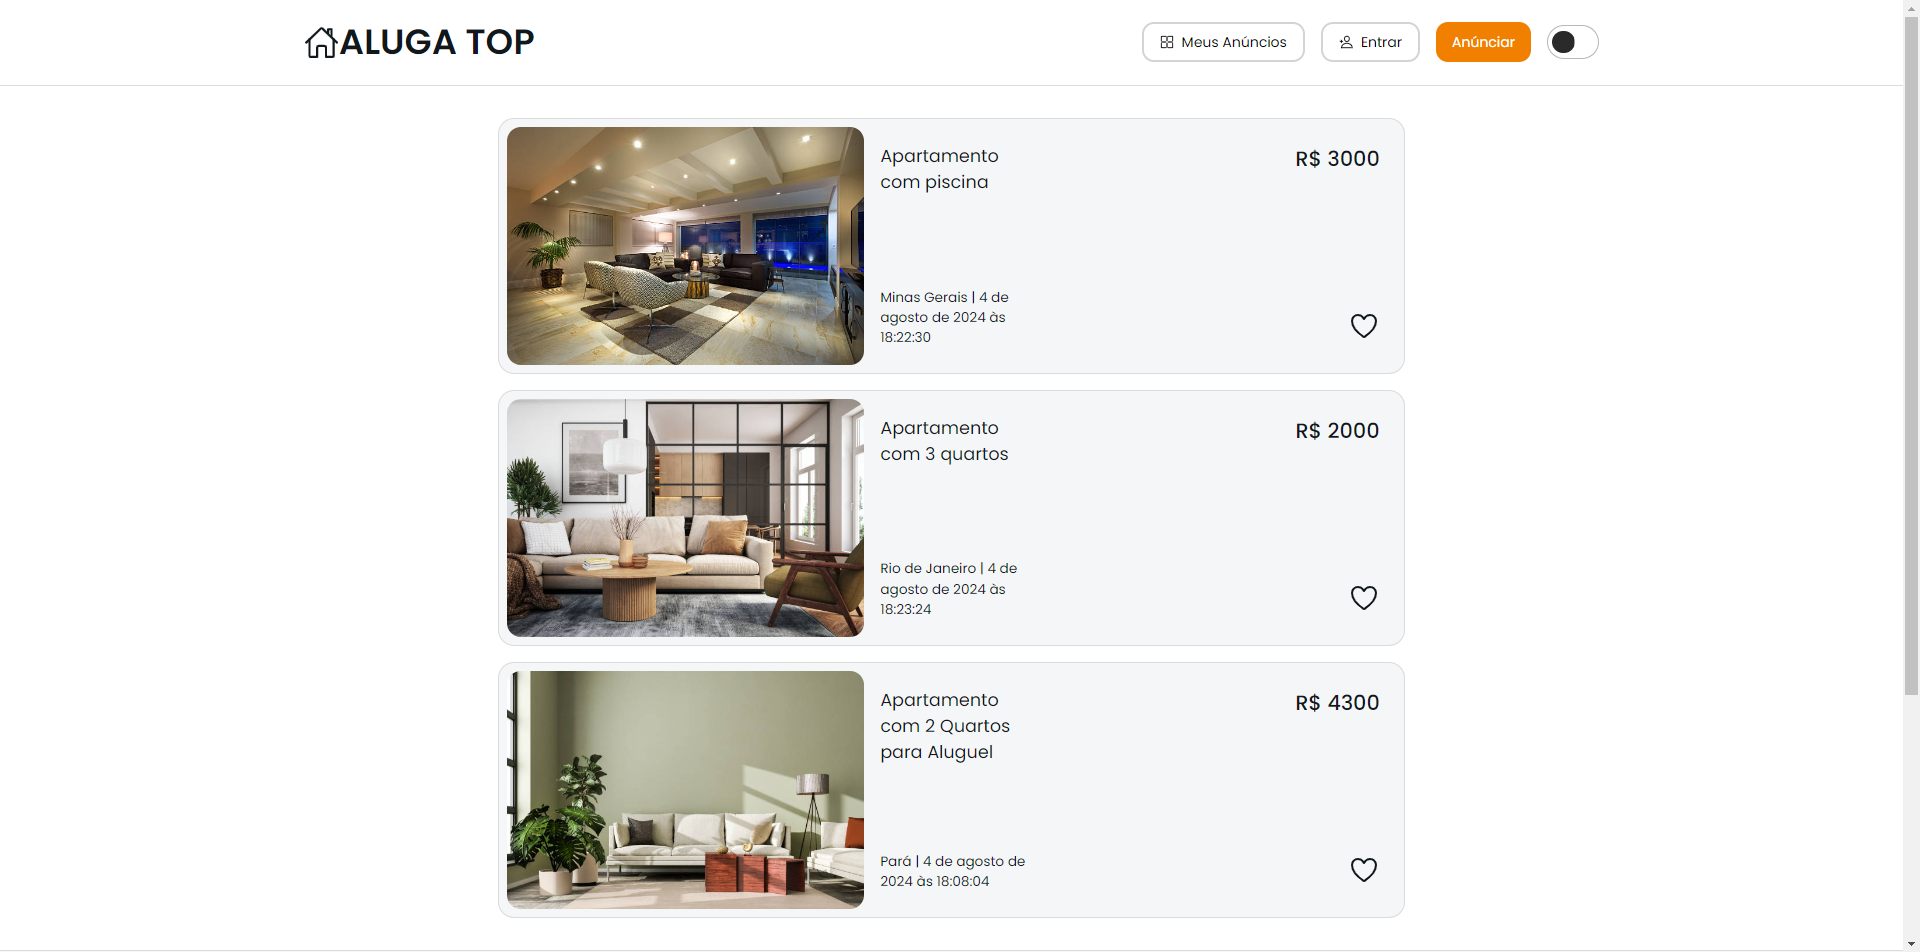 ALUGA TOP
Meus Anúncios
Entrar
Anúnciar
Apartamento
com piscina
R$ 3000
Minas Gerais | 4 de
agosto de 2024 às
18:22:30
Apartamento
com 3 quartos
R$ 2000
Rio de Janeiro | 4 de
agosto de 2024 às
18:23:24
Apartamento
com 2 Quartos
para Aluguel
R$ 4300
Pará | 4 de agosto de
2024 às 18:08:04